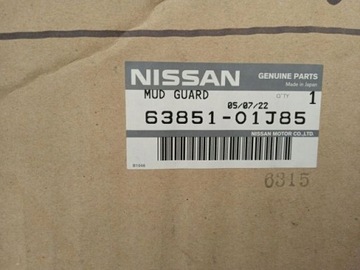 NISSAN
GENUINE PARTS
Made in Japan
MUD GUARD
Q'TY
1
05/07/22
63851-01J85
NISSAN MOTOR CO.,LTD.
6315